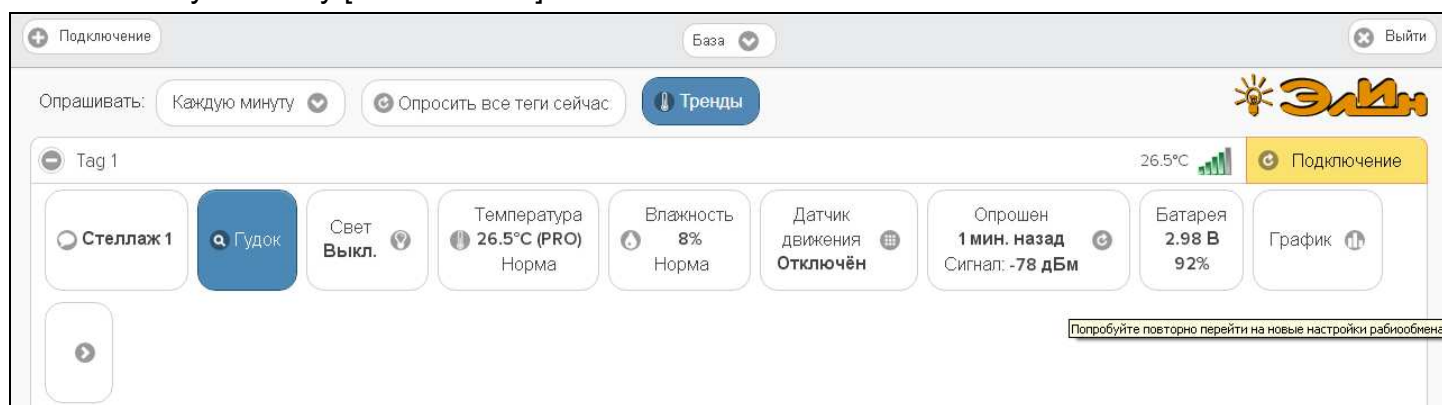 Подключение
База
Выйти
Опрашивать:
Каждую минуту
Опросить все теги сейчас
Тренды
ЭлИн
Tag 1
26.5°C
Подключение
Стеллаж 1
Гудок
Свет
Выкл.
Температура
26.5°C (PRO)
Норма
Влажность
8%
Норма
Датчик
движения
Отключён
Опрошен
1 мин. назад
Сигнал: -78 дБм
Батарея
2.98 В
92%
График
Попробуйте повторно перейти на новые настройки рабиообмена